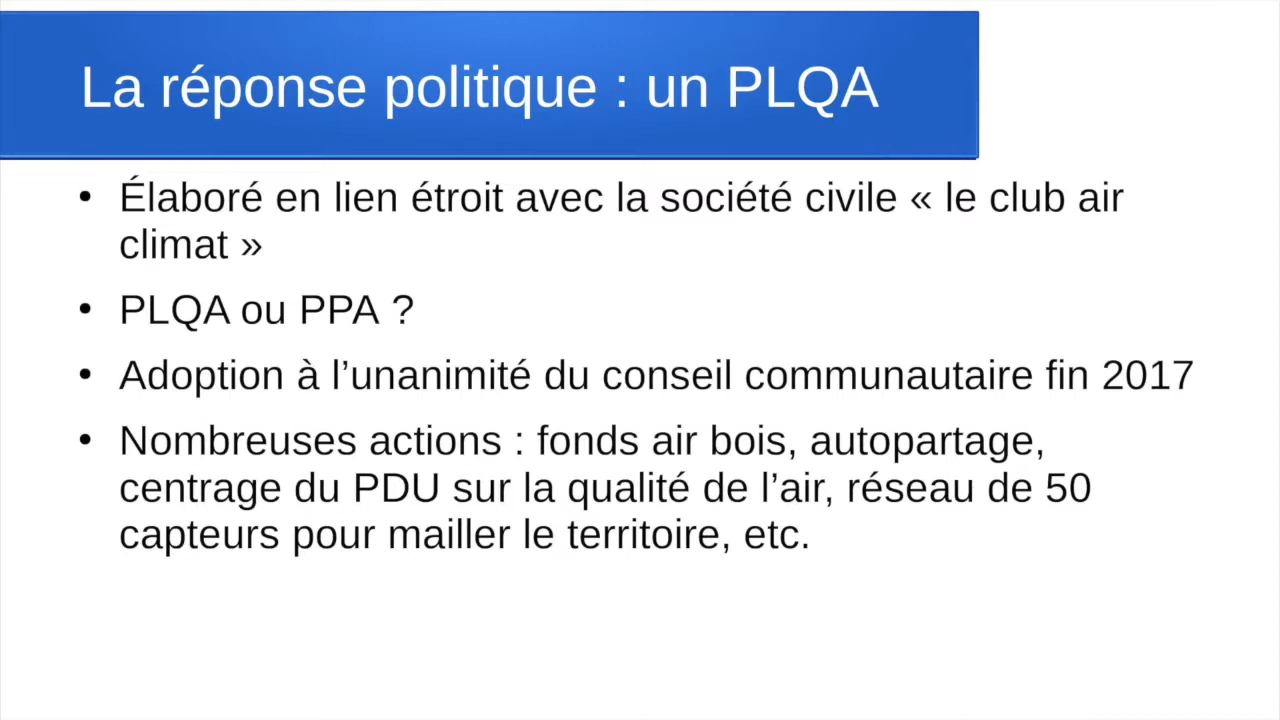 La réponse politique : un PLQA
• Élaboré en lien étroit avec la société civile « le club air
climat »
• PLQA ou PPA ?
• Adoption à l’unanimité du conseil communautaire fin 2017
• Nombreuses actions : fonds air bois, autopartage,
centrage du PDU sur la qualité de l’air, réseau de 50
capteurs pour mailler le territoire, etc.